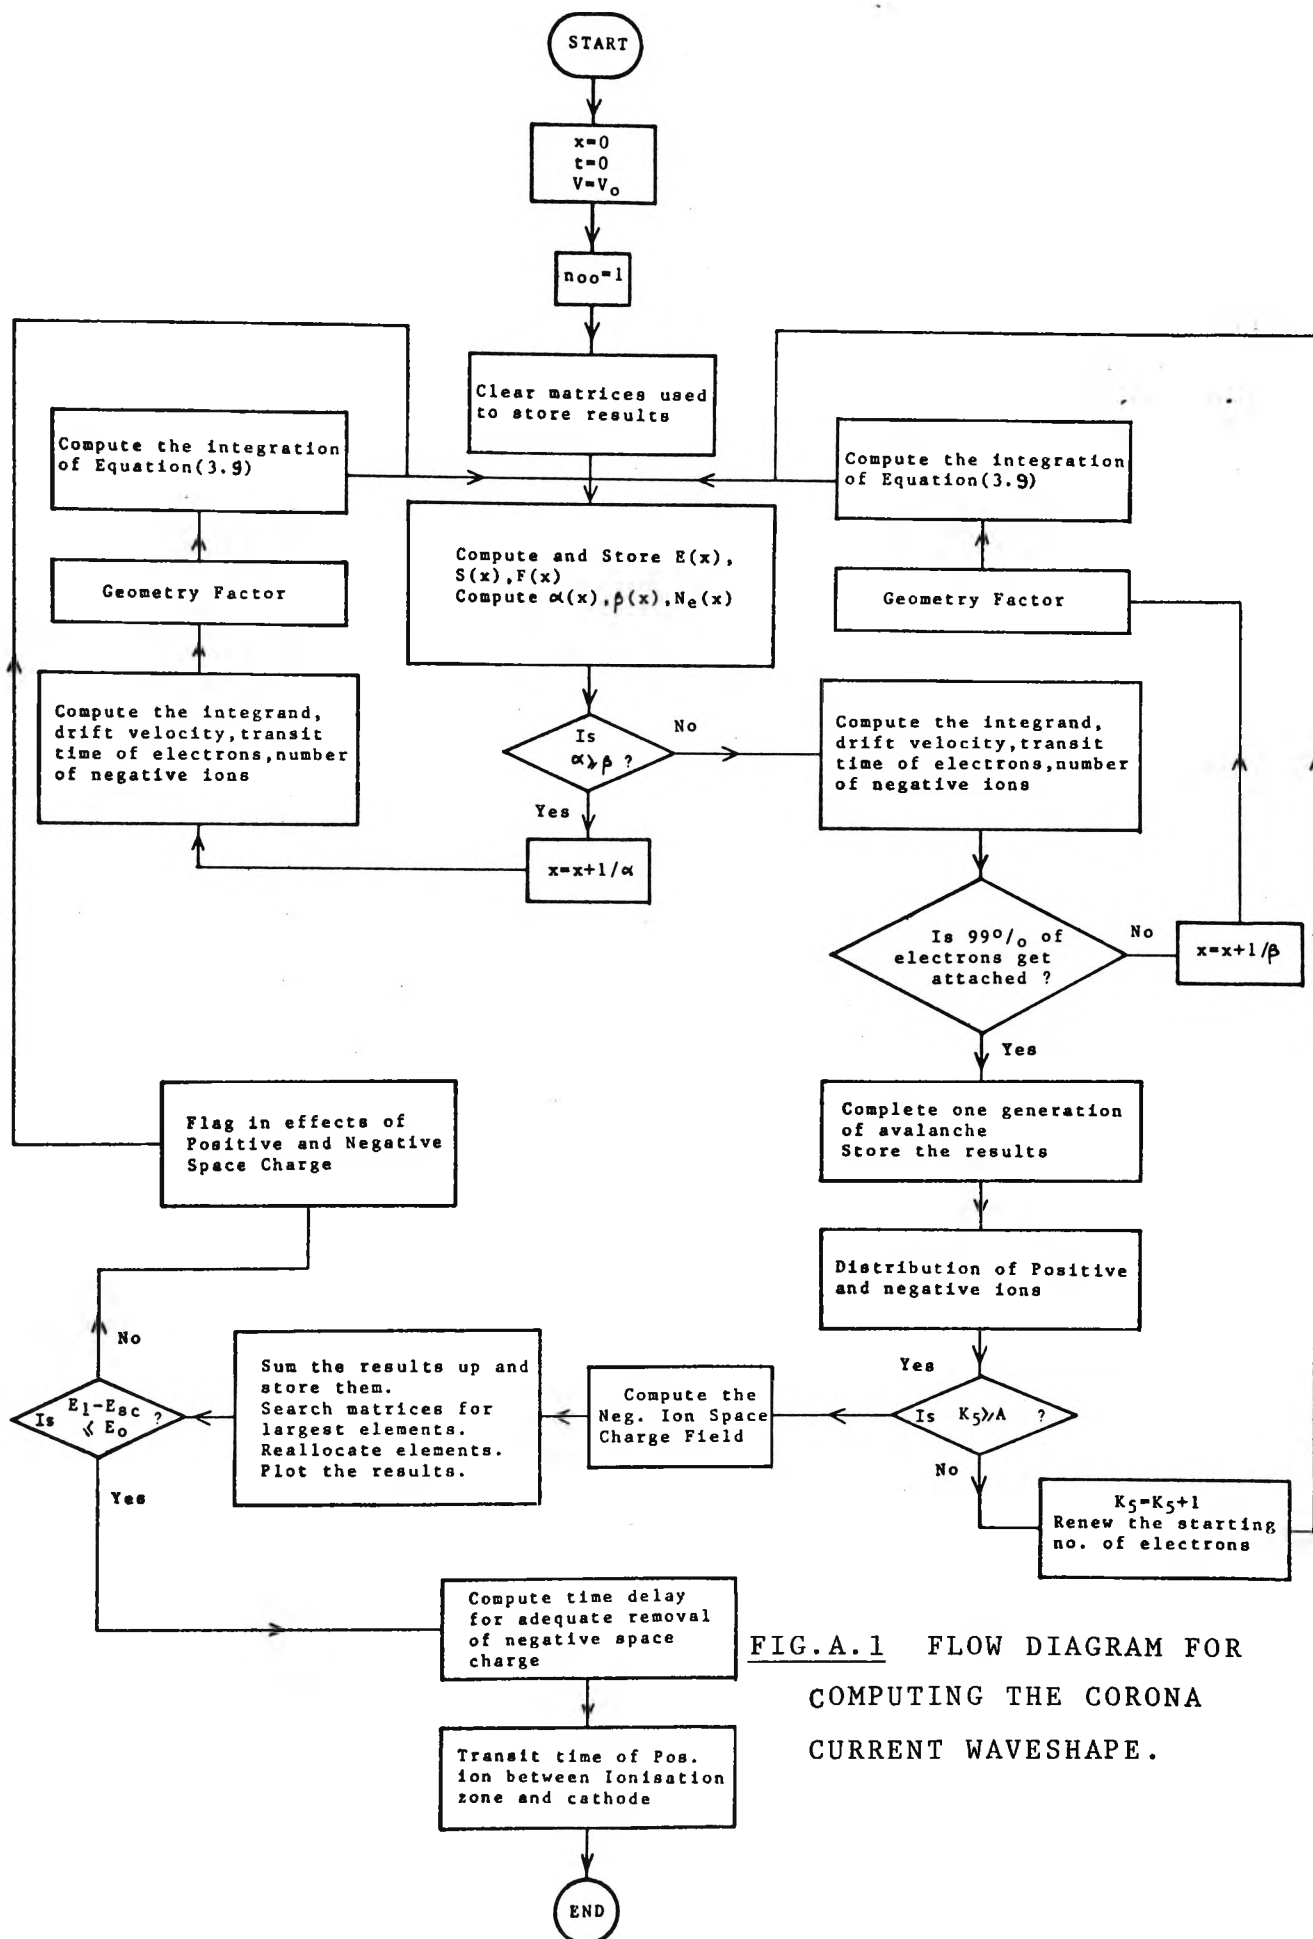 START
x=0
t=0
V=Vo
noo=1
Clear matrices used
to store results
Compute the integration
of Equation(3.9)
Compute the integration
of Equation(3.9)
Compute and Store E(x),
S(x),F(x)
Compute α(x),β(x),Ne(x)
Geometry Factor
Geometry Factor
Compute the integrand,
drift velocity,transit
time of electrons,number
of negative ions
Is
α⩾β ?
No
Yes
x=x+1/α
Compute the integrand,
drift velocity,transit
time of electrons,number
of negative ions
Is 99% of
electrons get
attached ?
No
x=x+1/β
Yes
Complete one generation
of avalanche
Store the results
Flag in effects of
Positive and Negative
Space Charge
Distribution of Positive
and negative ions
Yes
Is K5⩾A ?
No
K5=K5+1
Renew the starting
no. of electrons
Compute the
Neg. Ion Space
Charge Field
Sum the results up and
store them.
Search matrices for
largest elements.
Reallocate elements.
Plot the results.
No
Is E1-Esc ⩽ Eo ?
Yes
Compute time delay
for adequate removal
of negative space
charge
Transit time of Pos.
ion between Ionisation
zone and cathode
END
FIG.A.1 FLOW DIAGRAM FOR
COMPUTING THE CORONA
CURRENT WAVESHAPE.